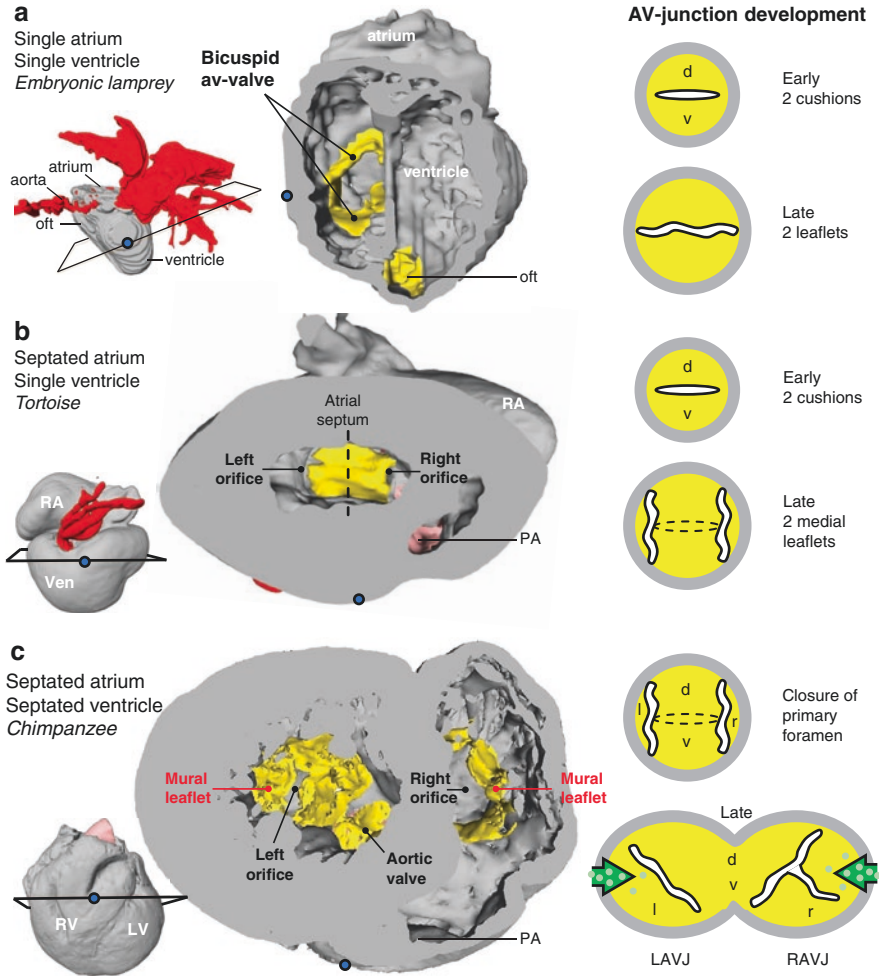 a
Single atrium
Single ventricle
Embryonic lamprey
atrium
aorta
oft
ventricle
Bicuspid
av-valve
atrium
ventricle
oft
AV-junction development
d
v
Early
2 cushions
Late
2 leaflets
b
Septated atrium
Single ventricle
Tortoise
RA
Ven
RA
Atrial
septum
Left
orifice
Right
orifice
PA
d
v
Early
2 cushions
Late
2 medial
leaflets
c
Septated atrium
Septated ventricle
Chimpanzee
RV
LV
Mural
leaflet
Left
orifice
Aortic
valve
Right
orifice
Mural
leaflet
PA
l
d
v
r
Closure of
primary
foramen
Late
d
v
l
r
LAVJ
RAVJ